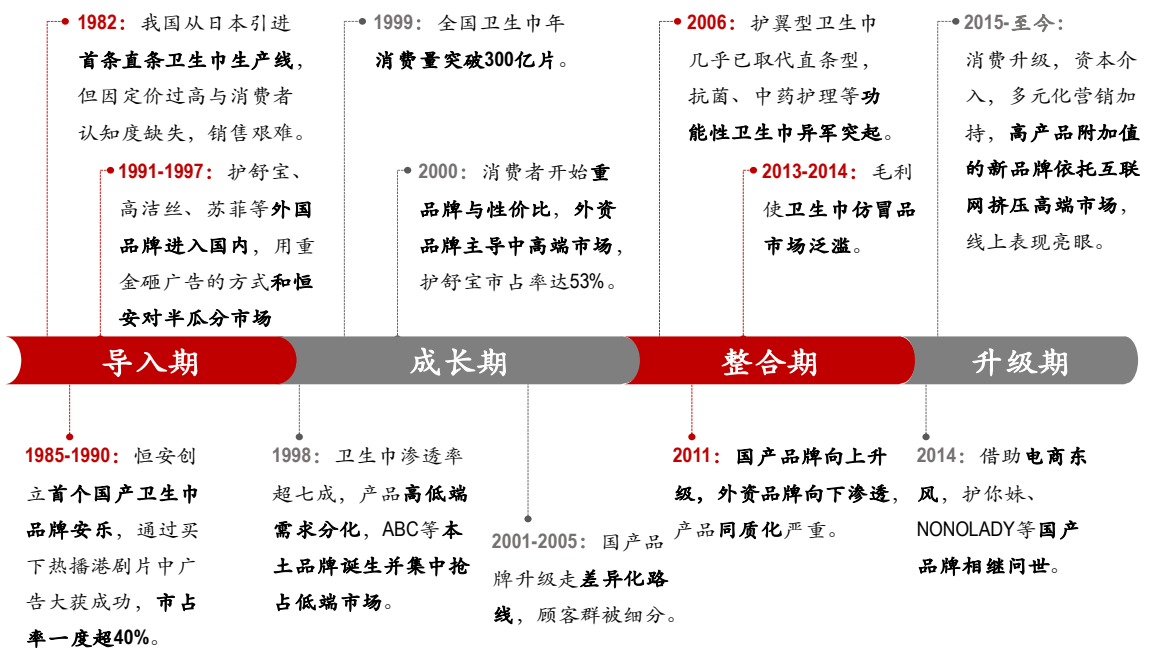 1982：我国从日本引进
首条直条卫生巾生产线，
但因定价过高与消费者
认知度缺失，销售艰难。
1991-1997：护舒宝、
高洁丝、苏菲等外国
品牌进入国内，用重
金砸广告的方式和恒
安对半瓜分市场
1999：全国卫生巾年
消费量突破300亿片。
2000：消费者开始重
品牌与性价比，外资
品牌主导中高端市场，
护舒宝市占率达53%。
2006：护翼型卫生巾
几乎已取代直条型，
抗菌、中药护理等功
能性卫生巾异军突起。
2013-2014：毛利
使卫生巾仿冒品
市场泛滥。
2015-至今：
消费升级，资本介
入，多元化营销加
持，高产品附加值
的新品牌依托互联
网挤压高端市场，
线上表现亮眼。
导入期
成长期
整合期
升级期
1985-1990：恒安创
立首个国产卫生巾
品牌安乐，通过买
下热播港剧片中广
告大获成功，市占
率一度超40%。
1998：卫生巾渗透率
超七成，产品高低端
需求分化，ABC等本
土品牌诞生并集中抢
占低端市场。
2001-2005：国产品
牌升级走差异化路
线，顾客群被细分。
2011：国产品牌向上升
级，外资品牌向下渗透，
产品同质化严重。
2014：借助电商东
风，护你妹、
NONOLADY等国产
品牌相继问世。